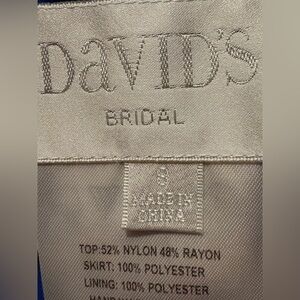 DaVID'S
BRIDAL
8
MADE IN
CHINA
TOP: 52% NYLON 48% RAYON
SKIRT: 100% POLYESTER
LINING: 100% POLYESTER